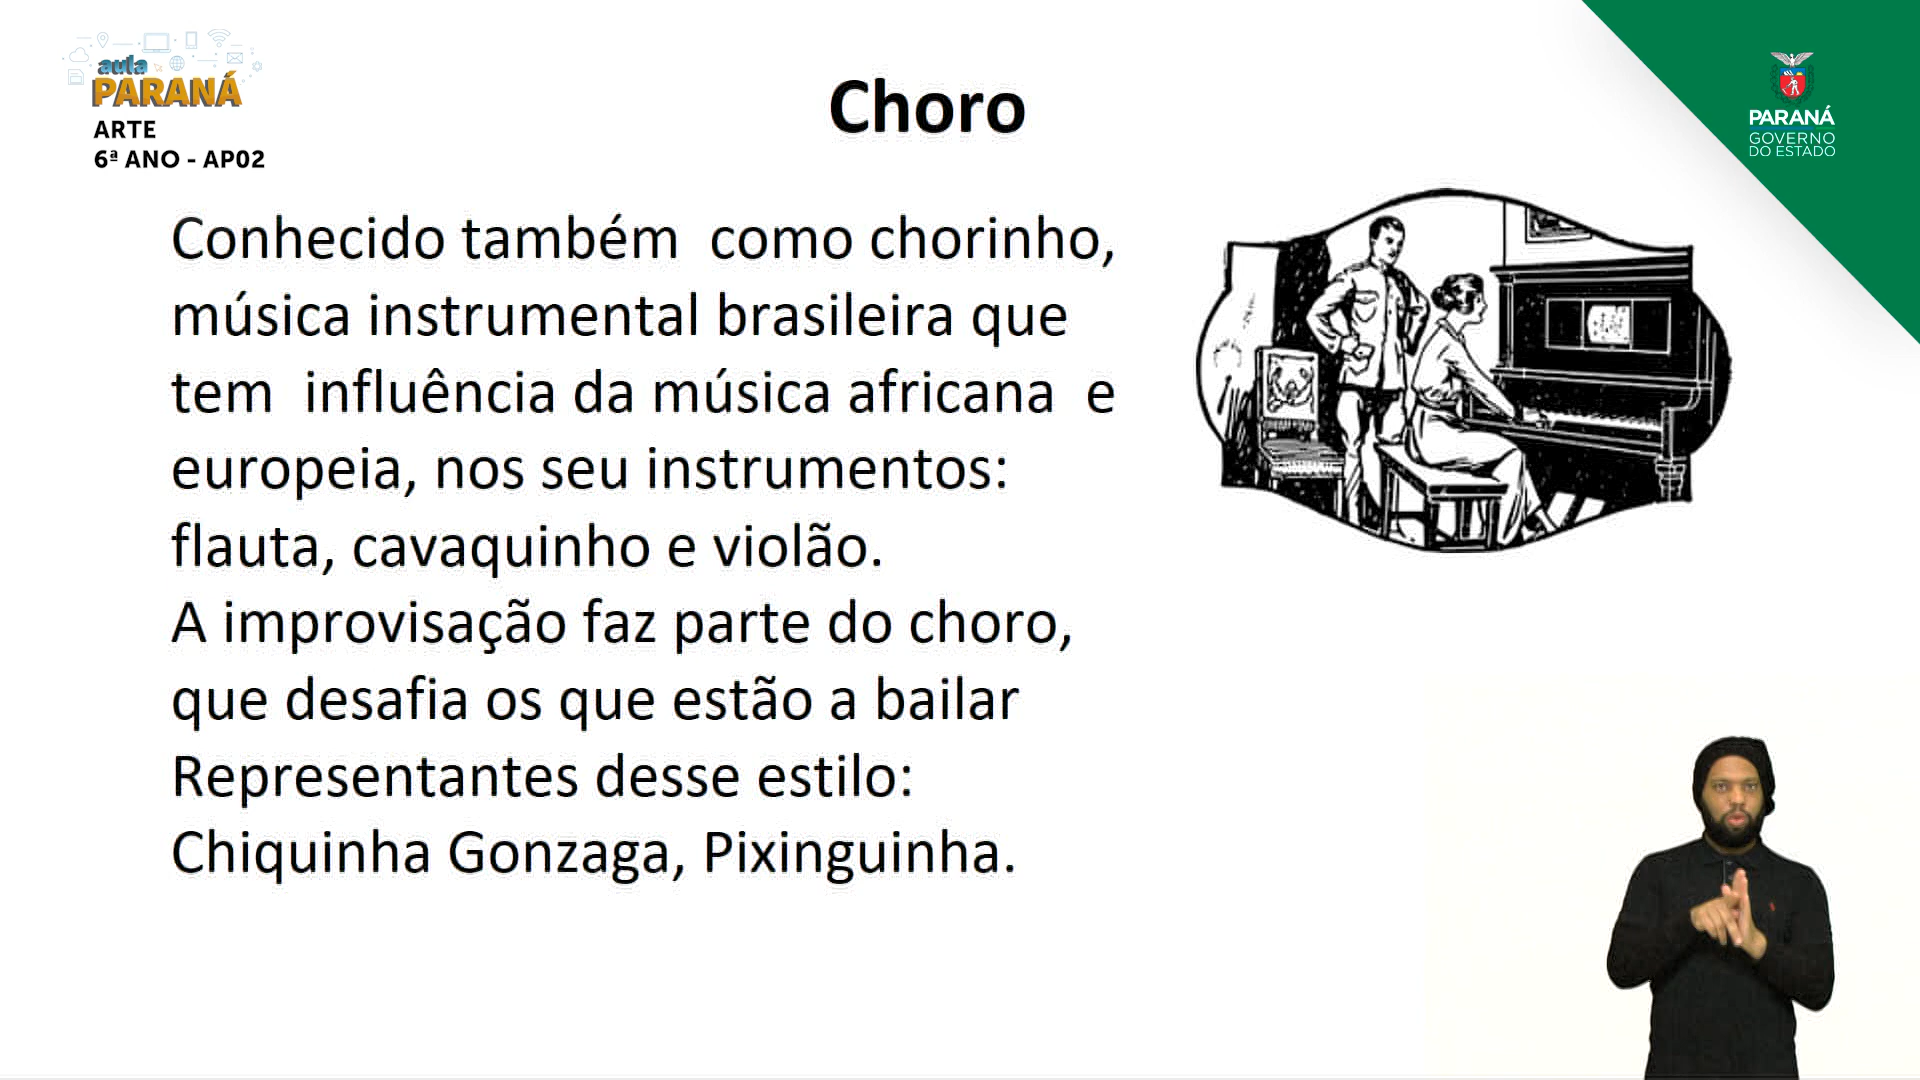 aula
PARANÁ
ARTE
6ª ANO - AP02
Choro
PARANÁ
GOVERNO
DO ESTADO
Conhecido também como chorinho,
música instrumental brasileira que
tem influência da música africana e
europeia, nos seu instrumentos:
flauta, cavaquinho e violão.
A improvisação faz parte do choro,
que desafia os que estão a bailar
Representantes desse estilo:
Chiquinha Gonzaga, Pixinguinha.